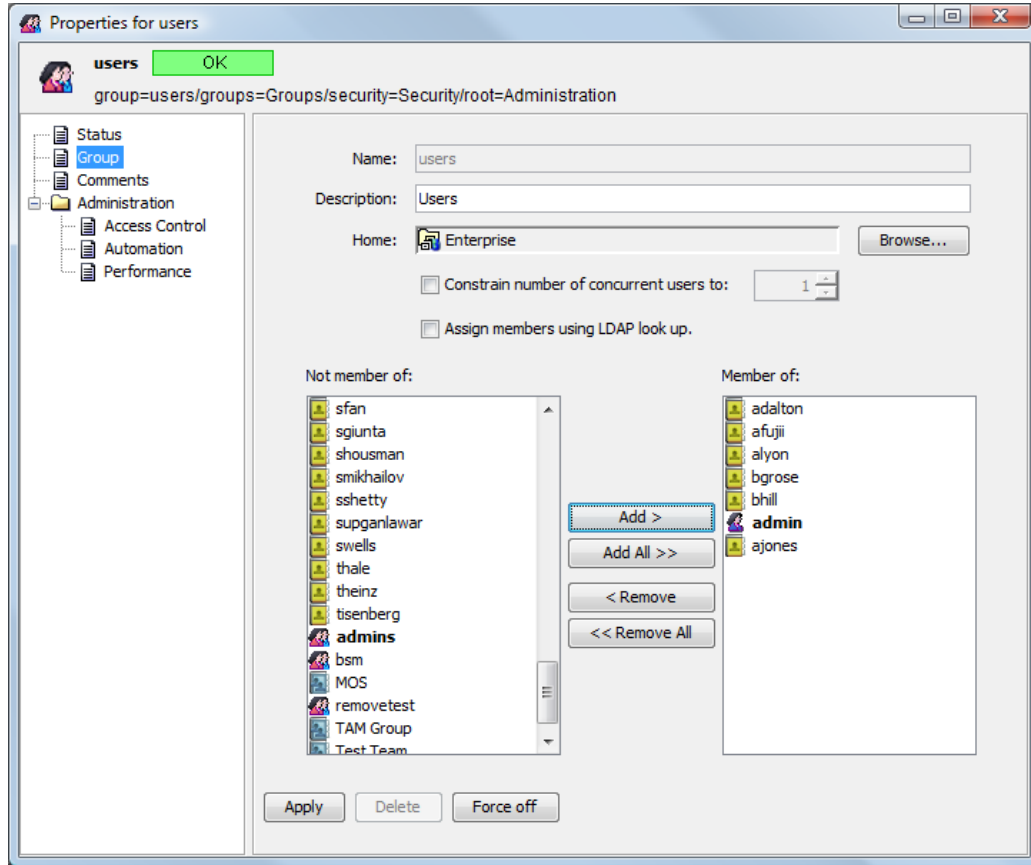 Properties for users
users OK
group=users/groups=Groups/security=Security/root=Administration
Status
Group
Comments
Administration
Access Control
Automation
Performance
Name: users
Description: Users
Home: Enterprise Browse...
Constrain number of concurrent users to: 1
Assign members using LDAP look up.
Not member of:
sfan
sgiunta
shousman
smikhailov
sshetty
supganlawar
swells
thale
theinz
tisenberg
admins
bsm
MOS
removetest
TAM Group
Test Team
Add >
Add All >>
< Remove
<< Remove All
Member of:
adalton
afujii
alyon
bgrose
bhill
admin
ajones
Apply Delete Force off